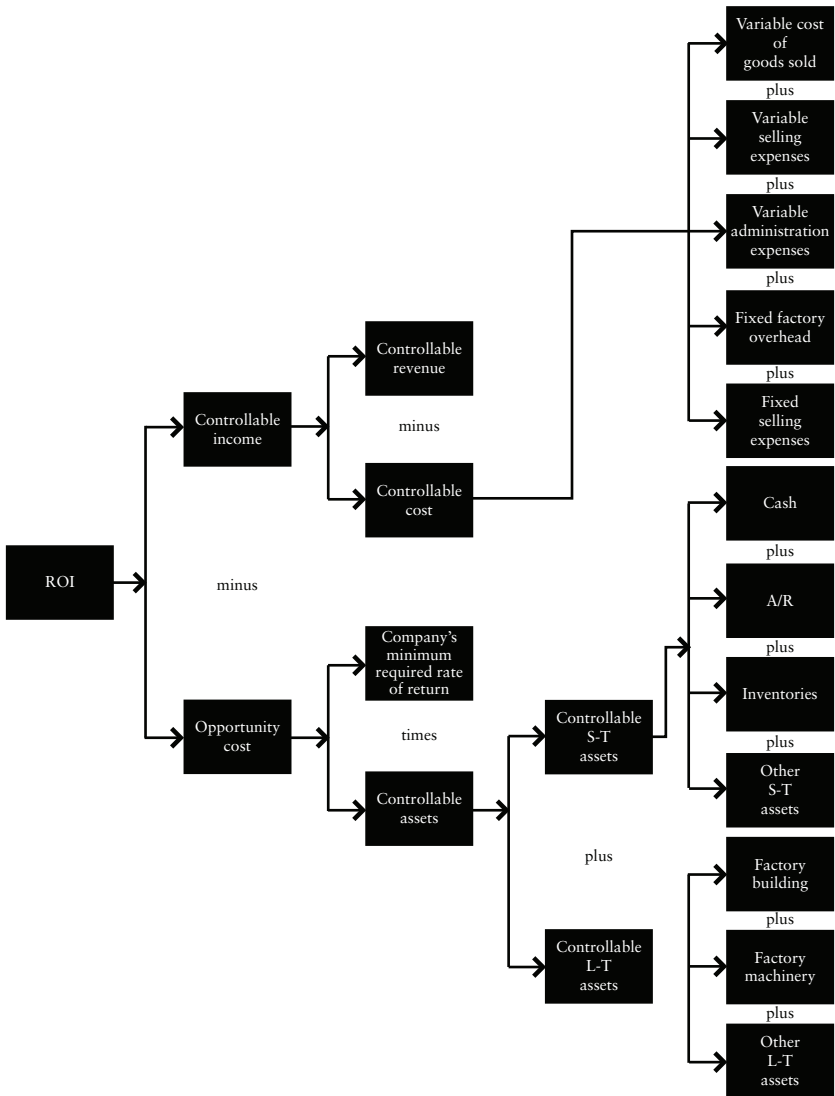 Variable cost
of
goods sold
plus
Variable
selling
expenses
plus
Variable
administration
expenses
plus
Fixed factory
overhead
plus
Fixed
selling
expenses
Controllable
revenue
minus
Controllable
cost
Controllable
income
ROI
minus
Opportunity
cost
Company's
minimum
required rate
of return
times
Controllable
assets
Controllable
S-T
assets
plus
Controllable
L-T
assets
Cash
plus
A/R
plus
Inventories
plus
Other
S-T
assets
Factory
building
plus
Factory
machinery
plus
Other
L-T
assets